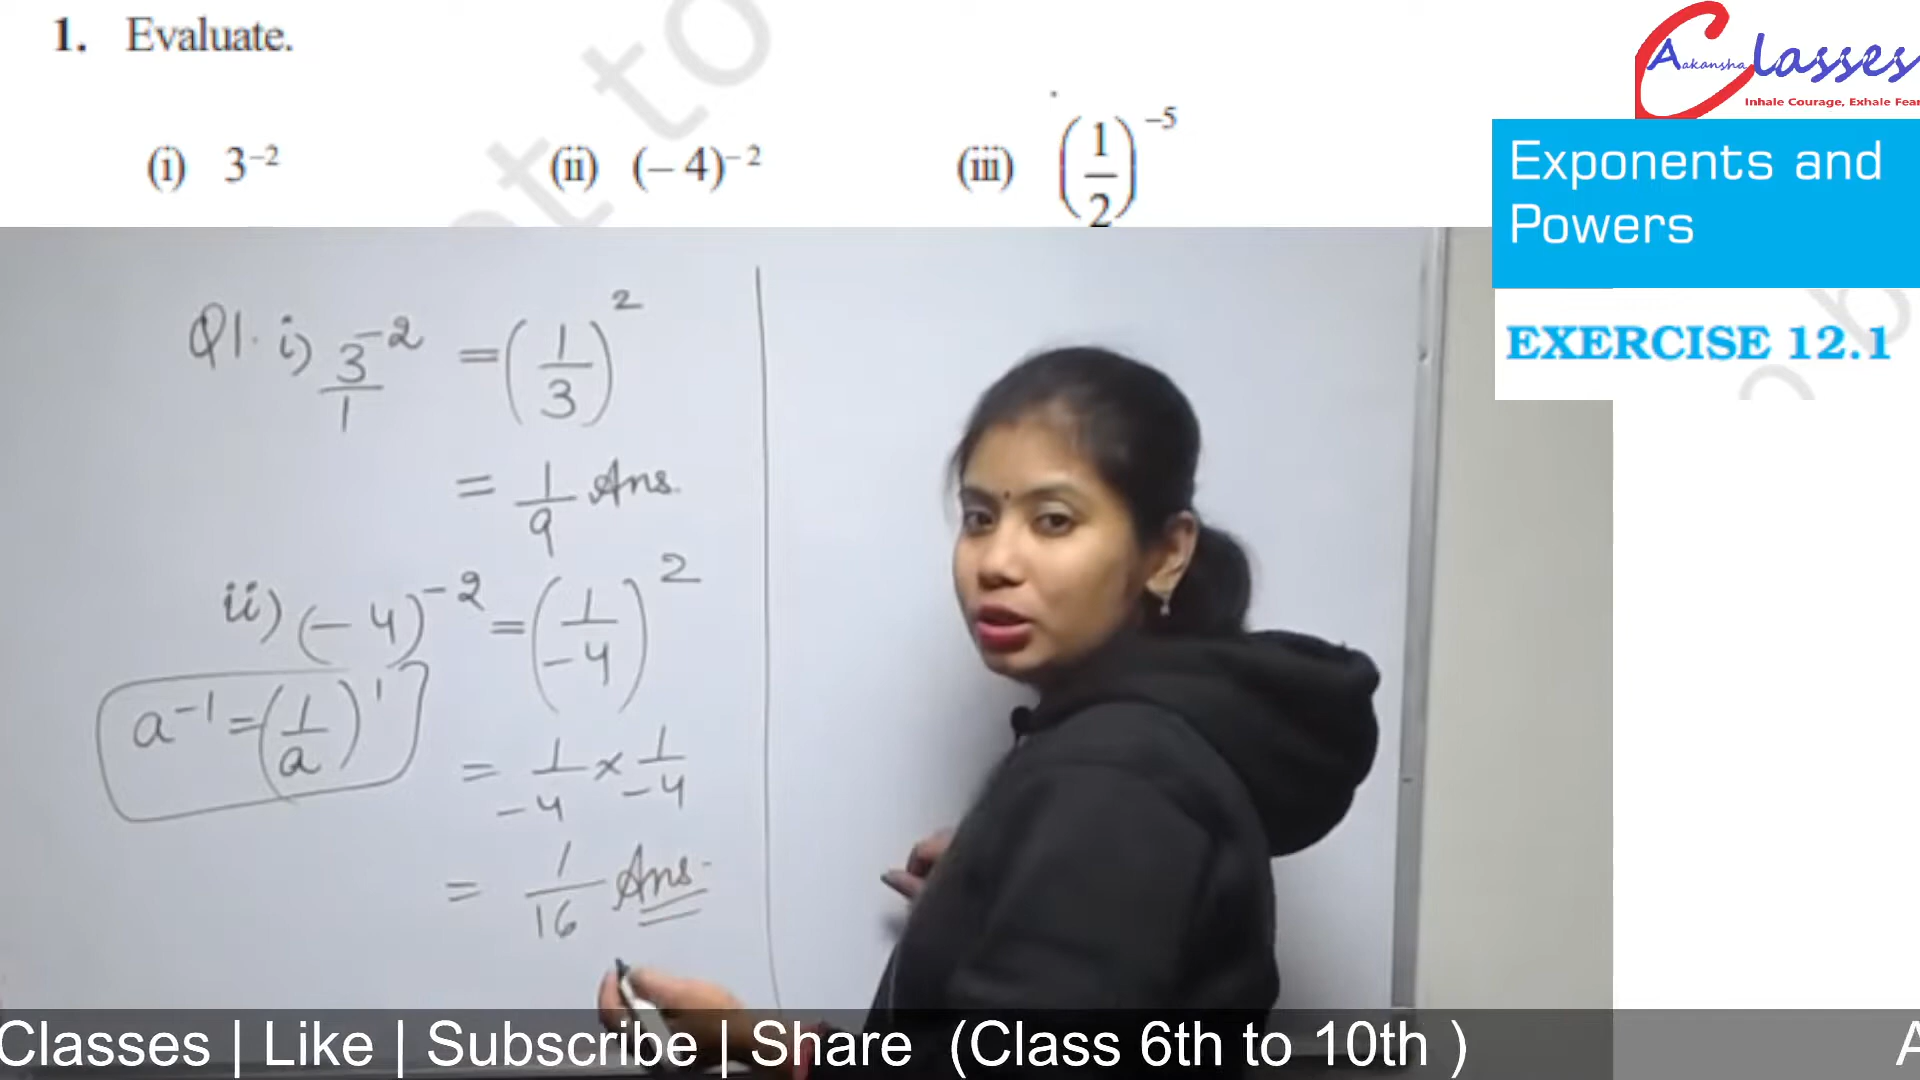 1. Evaluate.
(i) 3⁻² (ii) (– 4)⁻² (iii) (1/2)⁻⁵
Aakansha Classes
Inhale Courage, Exhale Fear
Exponents and
Powers
EXERCISE 12.1
Q1. i) 3⁻²/1 = (1/3)²
= 1/9 Ans.
ii) (-4)⁻² = (1/-4)²
a⁻¹ = (1/a)¹
= 1/-4 × 1/-4
= 1/16 Ans.
Classes | Like | Subscribe | Share (Class 6th to 10th ) A